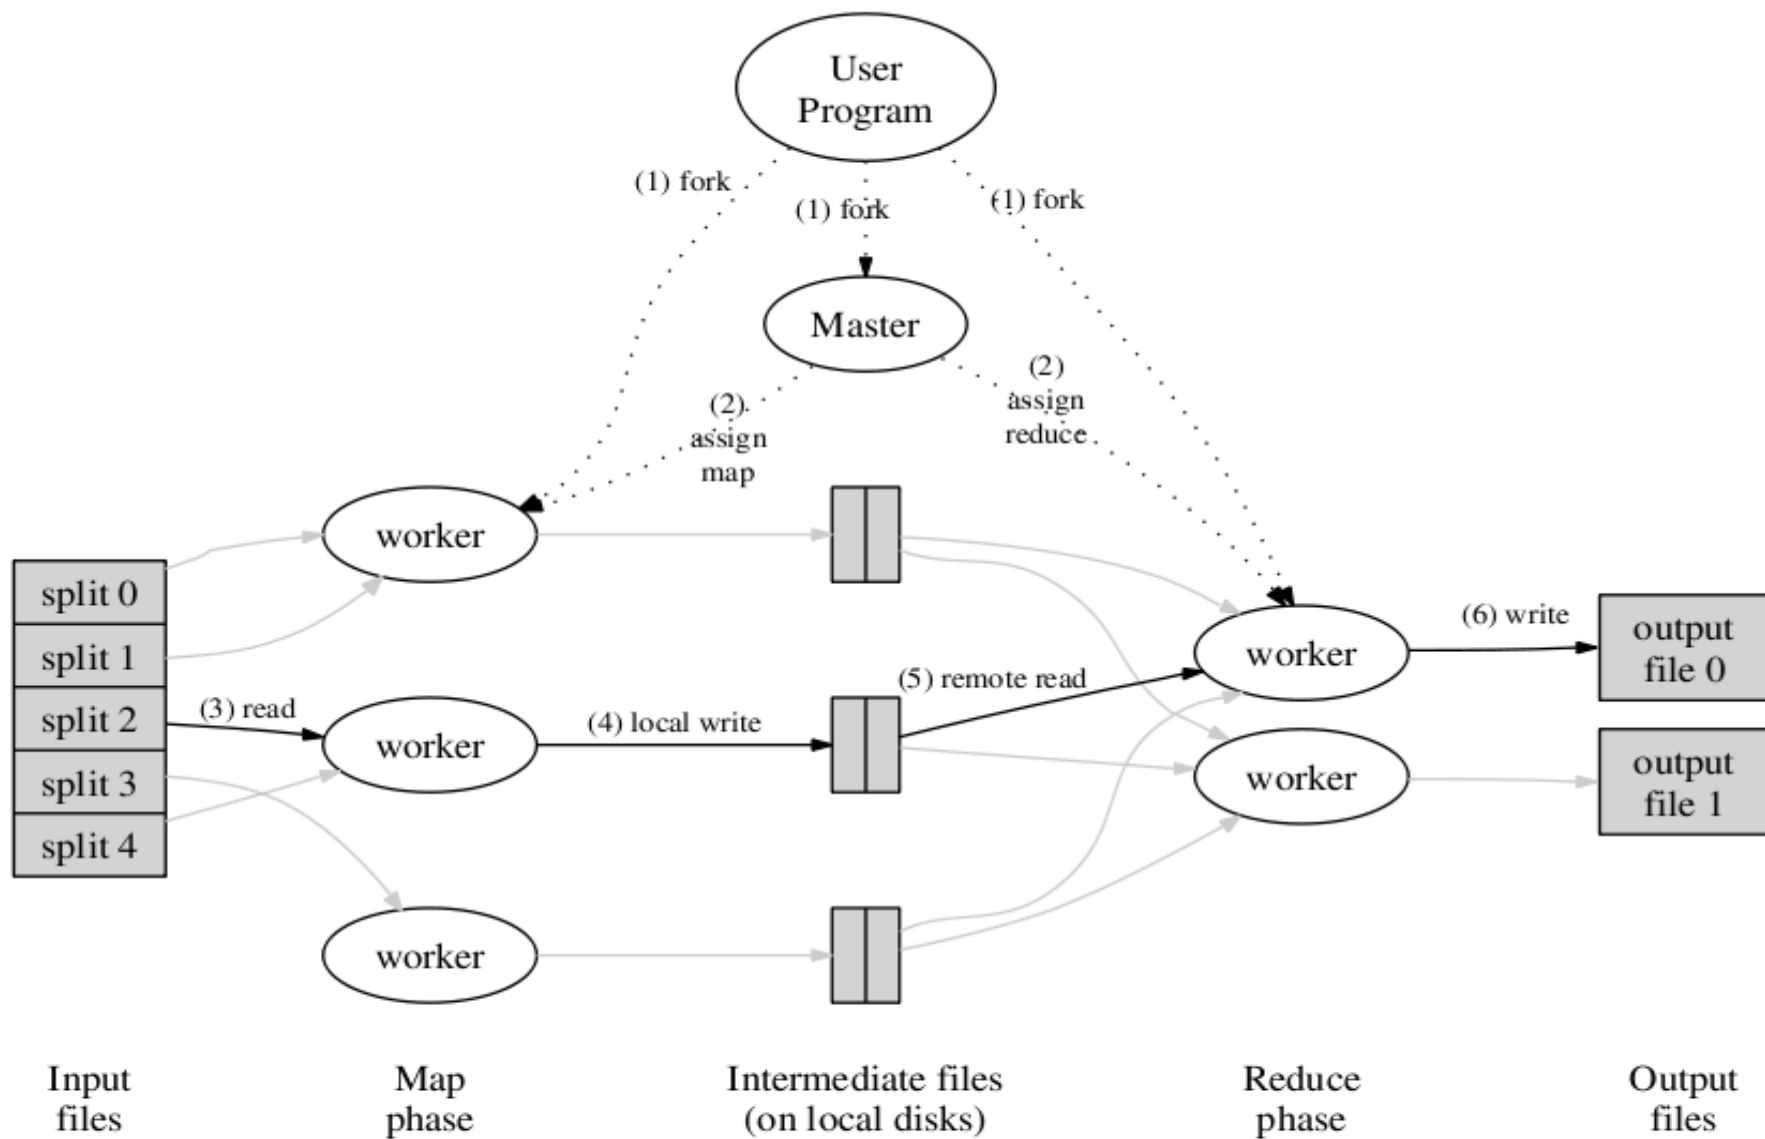 User
Program
(1) fork
(1) fork
(1) fork
Master
(2)
assign
map
(2)
assign
reduce
worker
split 0
split 1
split 2
split 3
split 4
(3) read
worker
(4) local write
(5) remote read
worker
(6) write
output
file 0
worker
output
file 1
worker
Input
files
Map
phase
Intermediate files
(on local disks)
Reduce
phase
Output
files